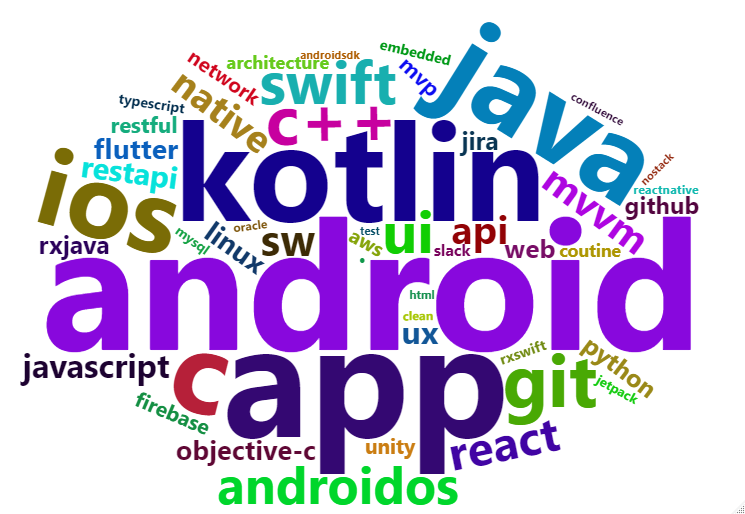 androidsdk
embedded
java
architecture
network
swift
mvp
native
typescript
confluence
c++
restful
kotlin
jira
flutter
nostack
restapi
reactnative
ios
mvvm
github
rxjava
mysql
linux
oracle
sw
aws
test
ui
api
slack
web
coutine
.
android
html
clean
ux
javascript
c
app
rxswift
python
git
jetpack
firebase
objective-c
unity
react
androidos